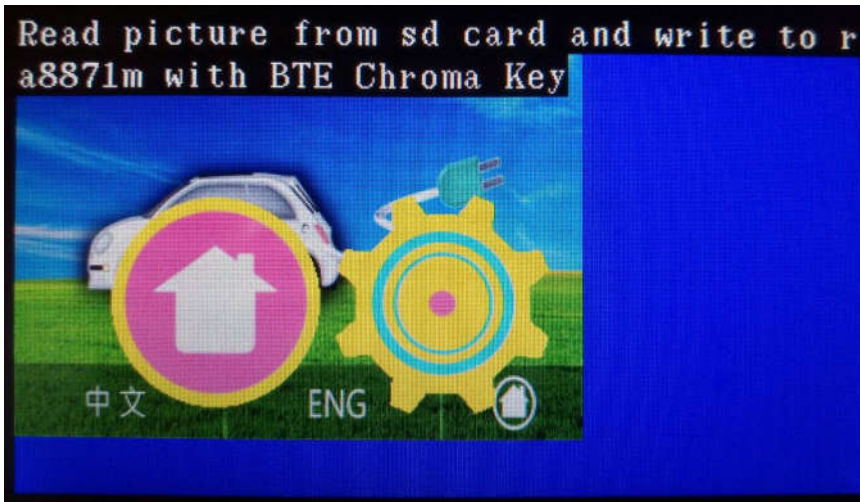 Read picture from sd card and write to r
a8871m with BTE Chroma Key
中文 ENG